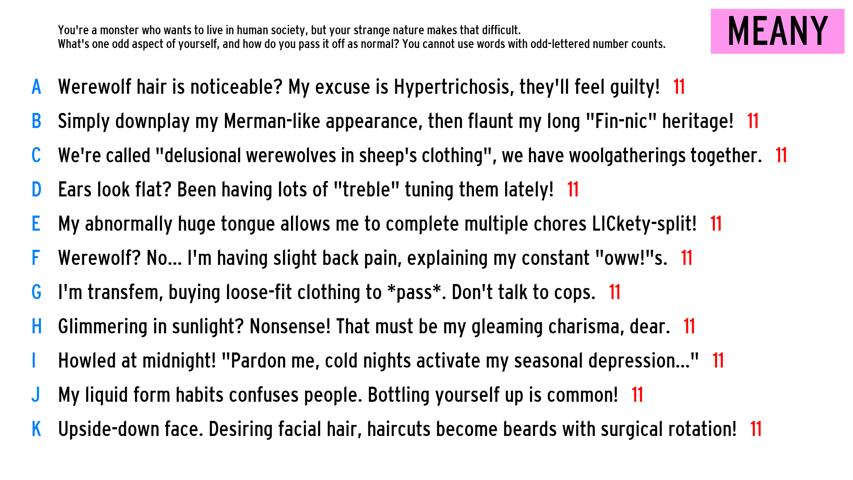 You're a monster who wants to live in human society, but your strange nature makes that difficult.
What's one odd aspect of yourself, and how do you pass it off as normal? You cannot use words with odd-lettered number counts.
MEANY
A Werewolf hair is noticeable? My excuse is Hypertrichosis, they'll feel guilty! 11
B Simply downplay my Merman-like appearance, then flaunt my long "Fin-nic" heritage! 11
C We're called "delusional werewolves in sheep's clothing", we have woolgatherings together. 11
D Ears look flat? Been having lots of "treble" tuning them lately! 11
E My abnormally huge tongue allows me to complete multiple chores LICkety-split! 11
F Werewolf? No... I'm having slight back pain, explaining my constant "oww!"s. 11
G I'm transfem, buying loose-fit clothing to *pass*. Don't talk to cops. 11
H Glimmering in sunlight? Nonsense! That must be my gleaming charisma, dear. 11
I Howled at midnight! "Pardon me, cold nights activate my seasonal depression..." 11
J My liquid form habits confuses people. Bottling yourself up is common! 11
K Upside-down face. Desiring facial hair, haircuts become beards with surgical rotation! 11